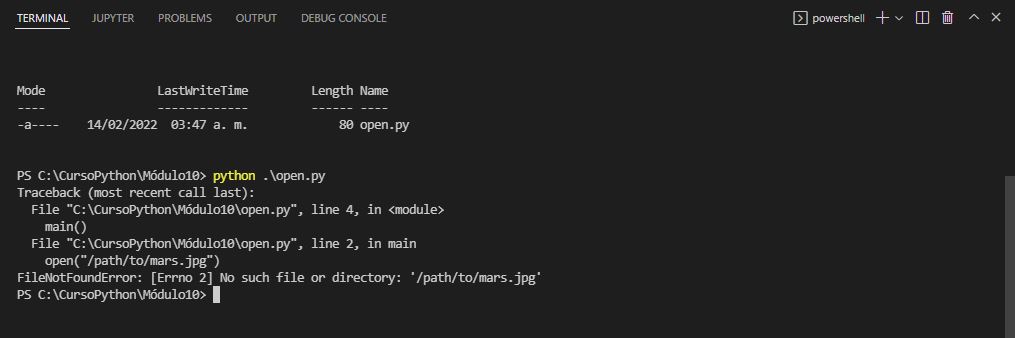 TERMINAL JUPYTER PROBLEMS OUTPUT DEBUG CONSOLE powershell
Mode LastWriteTime Length Name
---- ------------- ------ ----
-a---- 14/02/2022 03:47 a. m. 80 open.py
PS C:\CursoPython\Módulo10> python .\open.py
Traceback (most recent call last):
  File "C:\CursoPython\Módulo10\open.py", line 4, in <module>
    main()
  File "C:\CursoPython\Módulo10\open.py", line 2, in main
    open("/path/to/mars.jpg")
FileNotFoundError: [Errno 2] No such file or directory: '/path/to/mars.jpg'
PS C:\CursoPython\Módulo10>